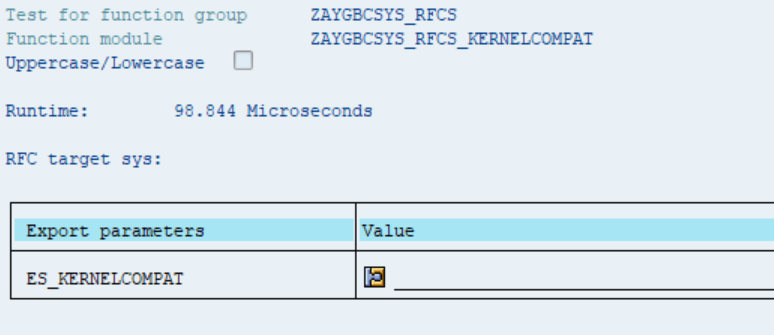 Test for function group ZAYGBCSYS_RFCS
Function module ZAYGBCSYS_RFCS_KERNELCOMPAT
Uppercase/Lowercase
Runtime: 98.844 Microseconds
RFC target sys:
Export parameters Value
ES_KERNELCOMPAT